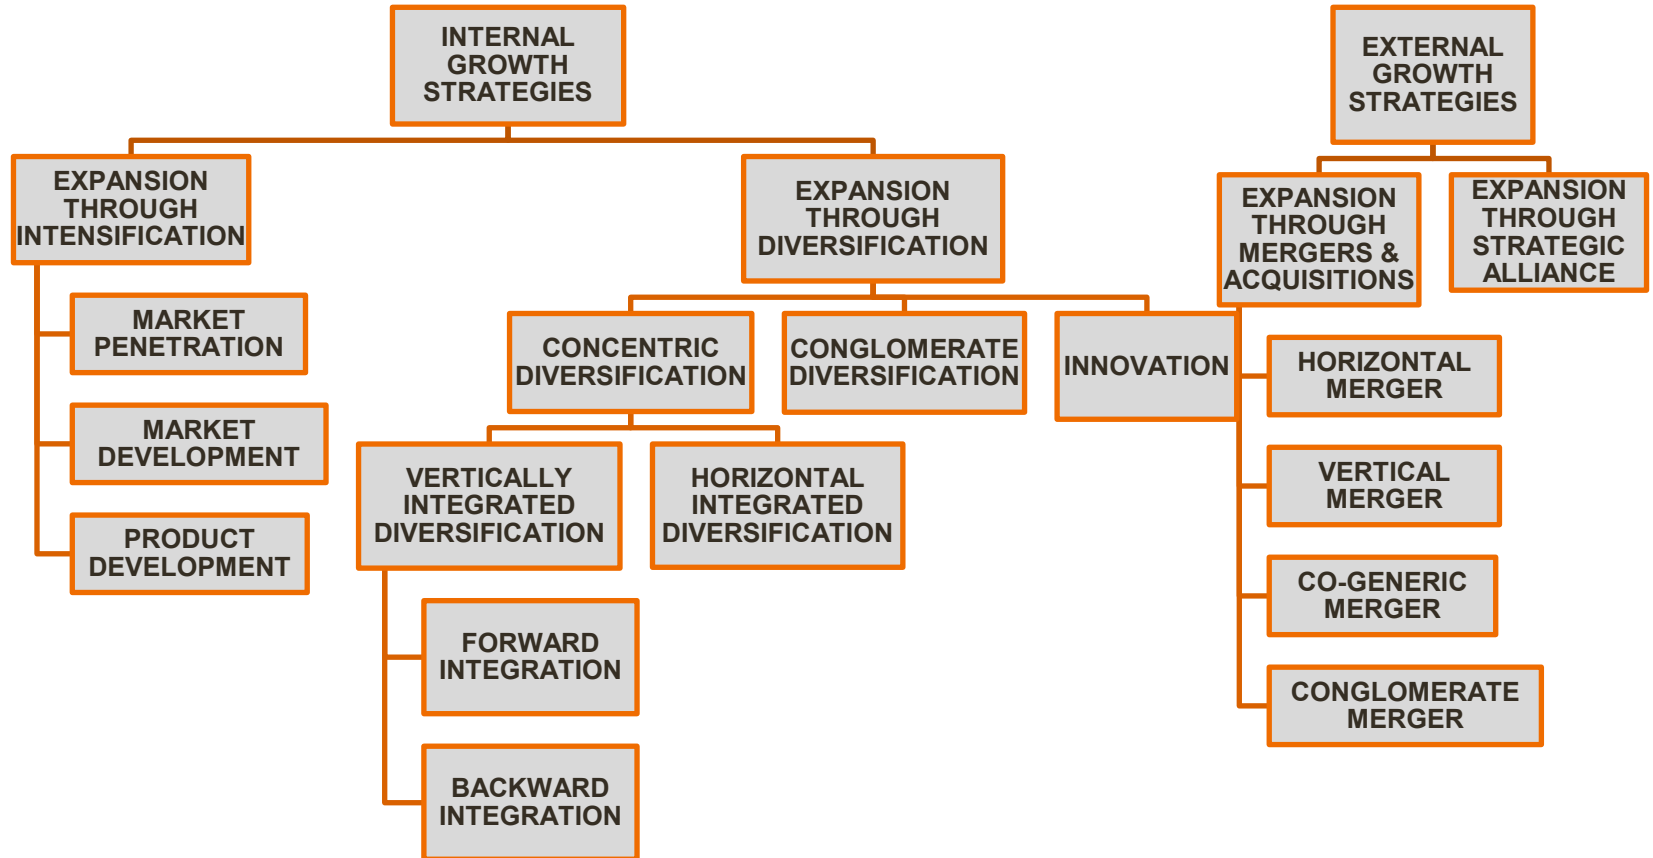 INTERNAL
GROWTH
STRATEGIES
EXPANSION
THROUGH
INTENSIFICATION
MARKET
PENETRATION
MARKET
DEVELOPMENT
PRODUCT
DEVELOPMENT
EXPANSION
THROUGH
DIVERSIFICATION
CONCENTRIC
DIVERSIFICATION
VERTICALLY
INTEGRATED
DIVERSIFICATION
FORWARD
INTEGRATION
BACKWARD
INTEGRATION
HORIZONTAL
INTEGRATED
DIVERSIFICATION
CONGLOMERATE
DIVERSIFICATION
INNOVATION
EXTERNAL
GROWTH
STRATEGIES
EXPANSION
THROUGH
MERGERS &
ACQUISITIONS
HORIZONTAL
MERGER
VERTICAL
MERGER
CO-GENERIC
MERGER
CONGLOMERATE
MERGER
EXPANSION
THROUGH
STRATEGIC
ALLIANCE